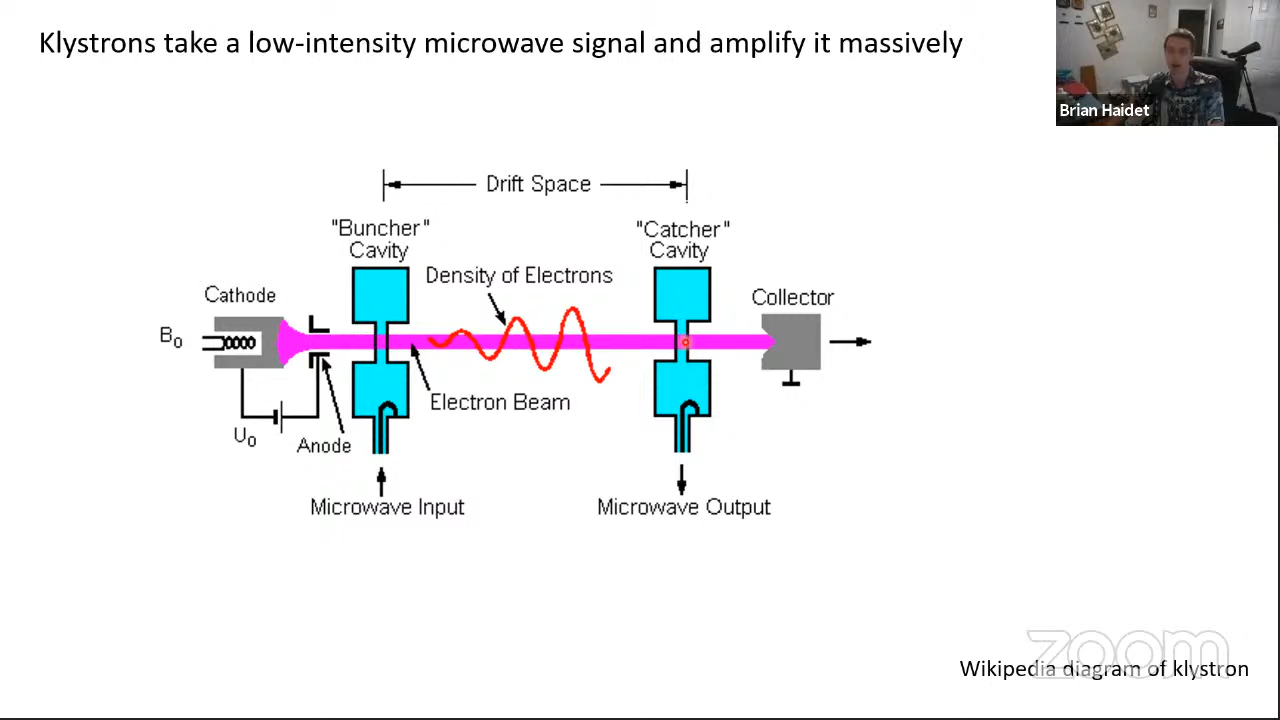 Klystrons take a low-intensity microwave signal and amplify it massively
Brian Haidet
Drift Space
"Buncher"
Cavity
"Catcher"
Cavity
Density of Electrons
Cathode
Collector
B₀
Electron Beam
U₀
Anode
Microwave Input
Microwave Output
zoom
Wikipedia diagram of klystron